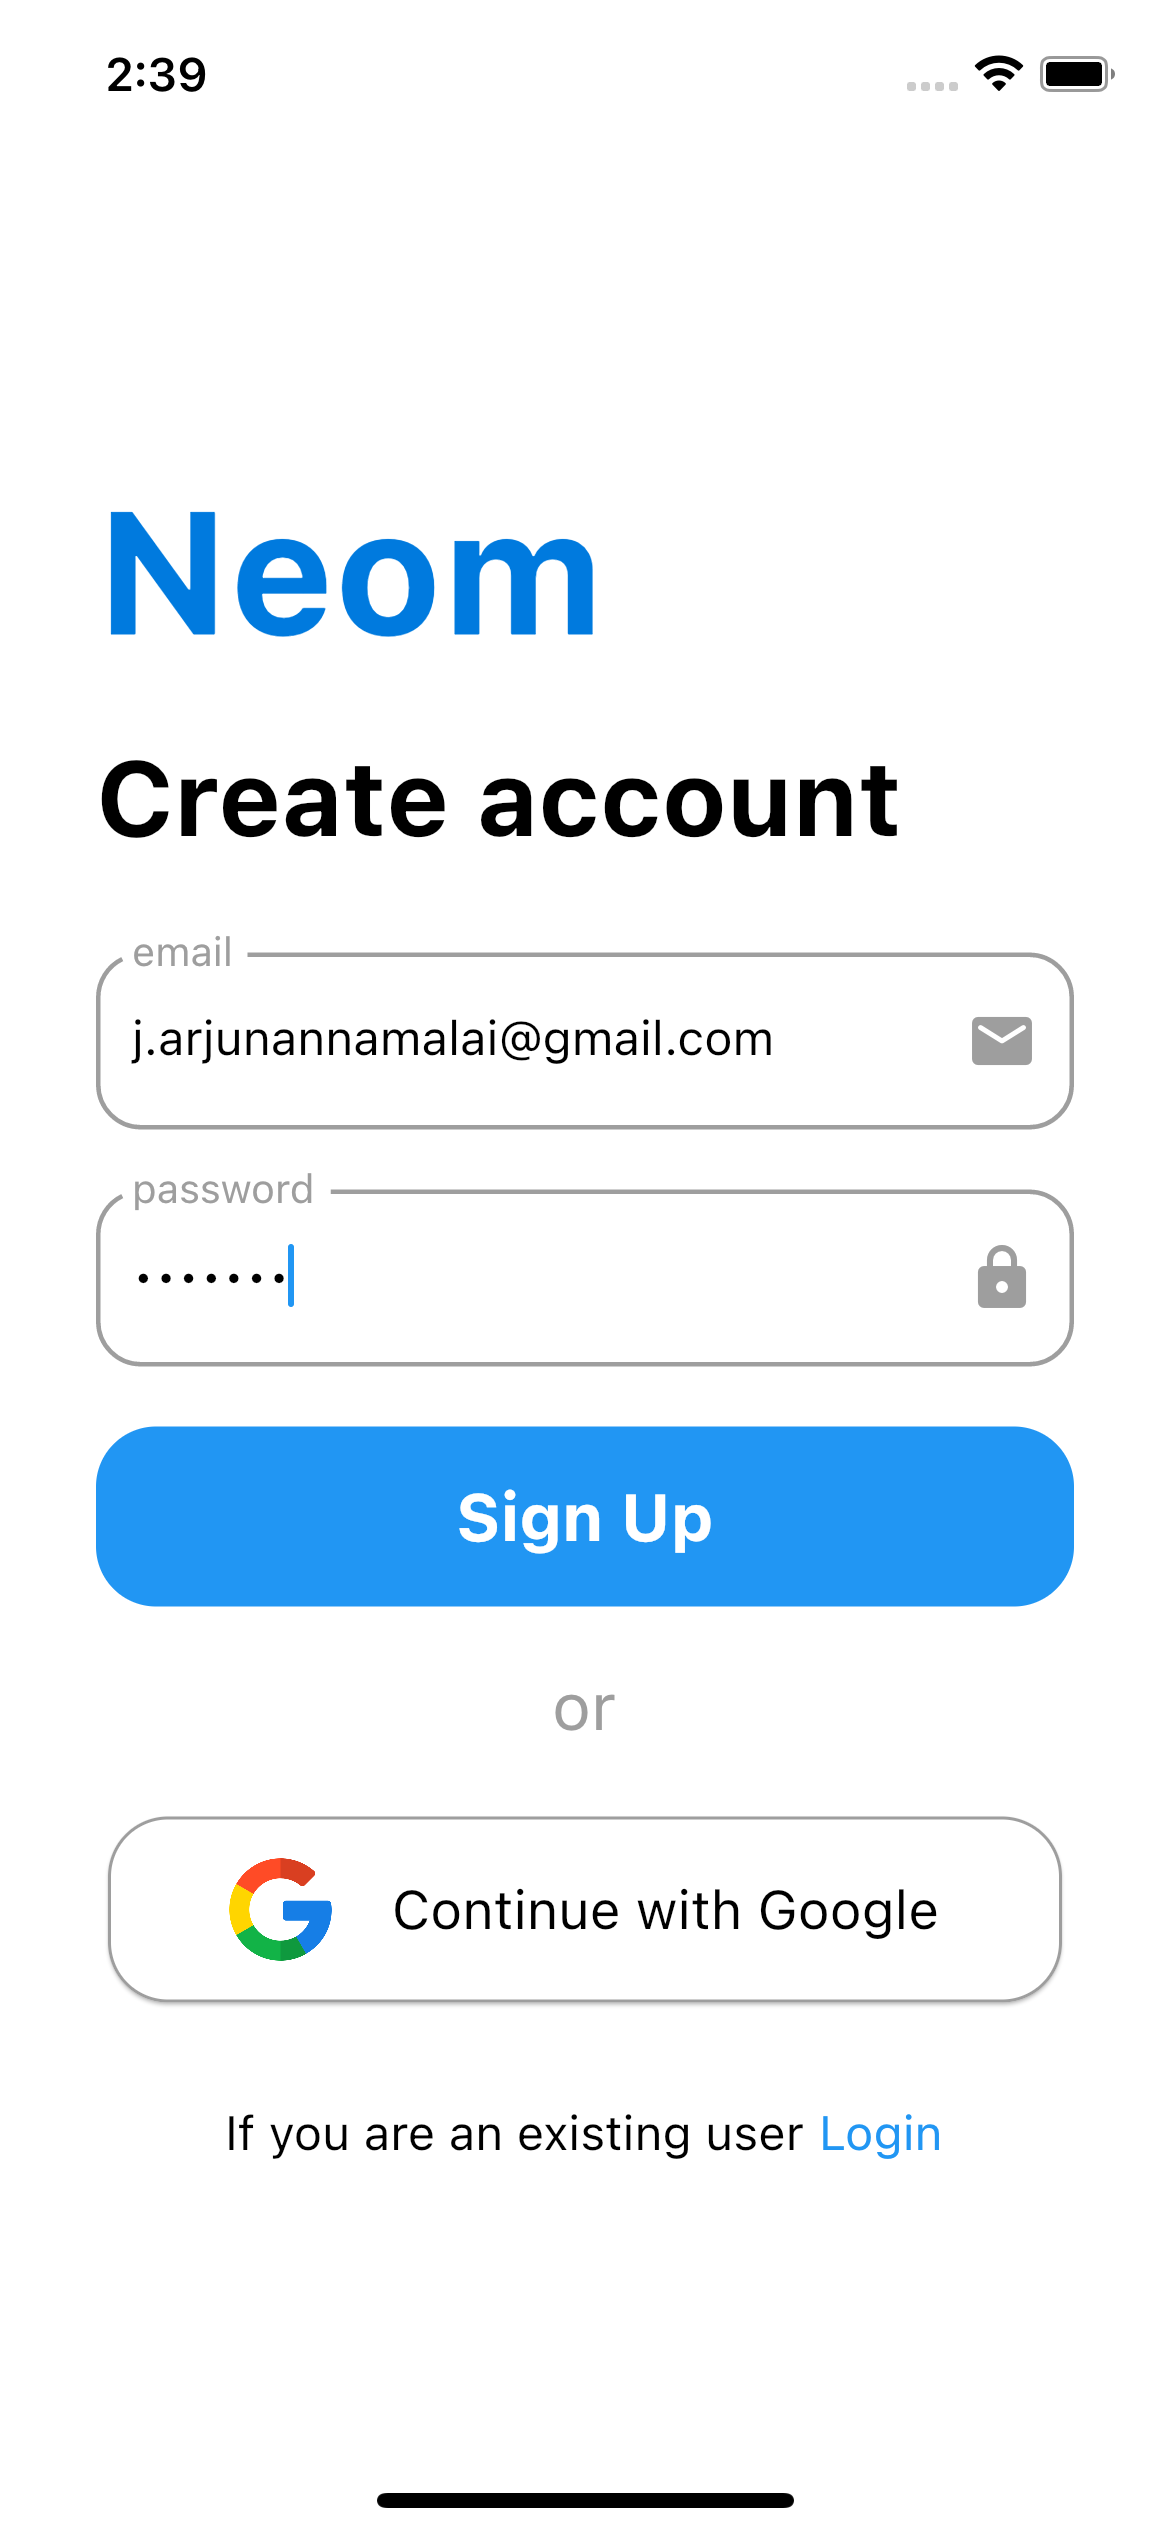 2:39
Neom
Create account
email
j.arjunannamalai@gmail.com
password
•••••••
Sign Up
or
Continue with Google
If you are an existing user Login